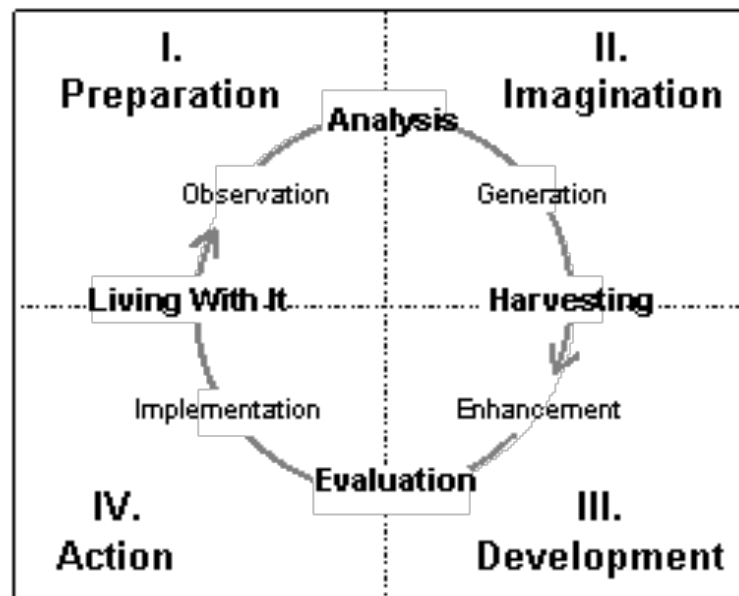 I.
Preparation
II.
Imagination
Analysis
Observation
Generation
Living With It
Harvesting
Implementation
Enhancement
Evaluation
IV.
Action
III.
Development